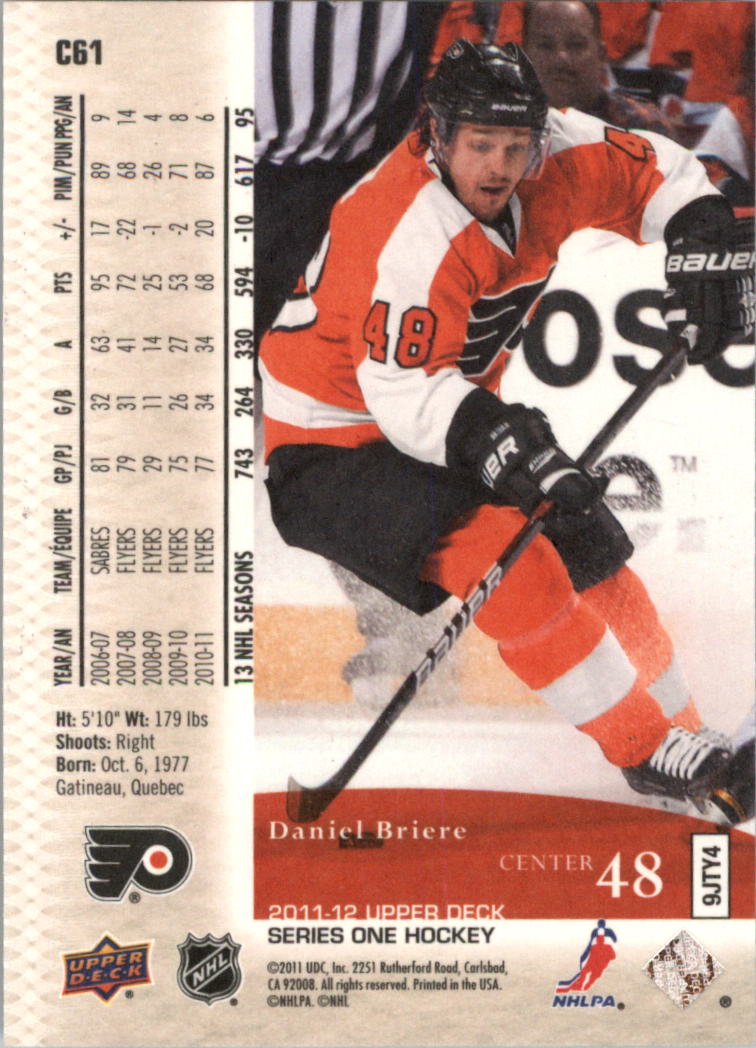 C61
YEAR/AN TEAM/ÉQUIPE GP/PJ G/B A PTS +/- PIM/PUN PPG/AN
2006-07 SABRES 81 32 63 95 17 89 9
2007-08 FLYERS 79 31 41 72 -22 68 14
2008-09 FLYERS 29 11 14 25 -1 26 4
2009-10 FLYERS 75 26 27 53 -2 71 8
2010-11 FLYERS 77 34 34 68 20 87 6
13 NHL SEASONS 743 264 330 594 -10 617 95
Ht: 5'10" Wt: 179 lbs
Shoots: Right
Born: Oct. 6, 1977
Gatineau, Quebec
®
BAUER
48
BAUER
48
OS
e™
BAUER
Daniel Briere
CENTER 48
9JTY4
2011-12 UPPER DECK
SERIES ONE HOCKEY
UPPER
D·E·C·K
®
NHL
®
©2011 UDC, Inc. 2251 Rutherford Road, Carlsbad,
CA 92008. All rights reserved. Printed in the USA.
©NHLPA. ©NHL
NHLPA.®
®